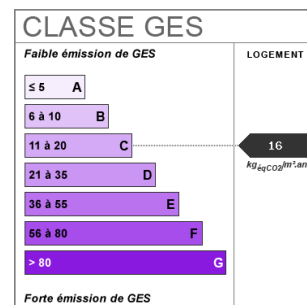 CLASSE GES
Faible émission de GES
LOGEMENT
≤ 5 A
6 à 10 B
11 à 20 C
16
kgéqCO2/m².an
21 à 35 D
36 à 55 E
56 à 80 F
> 80 G
Forte émission de GES